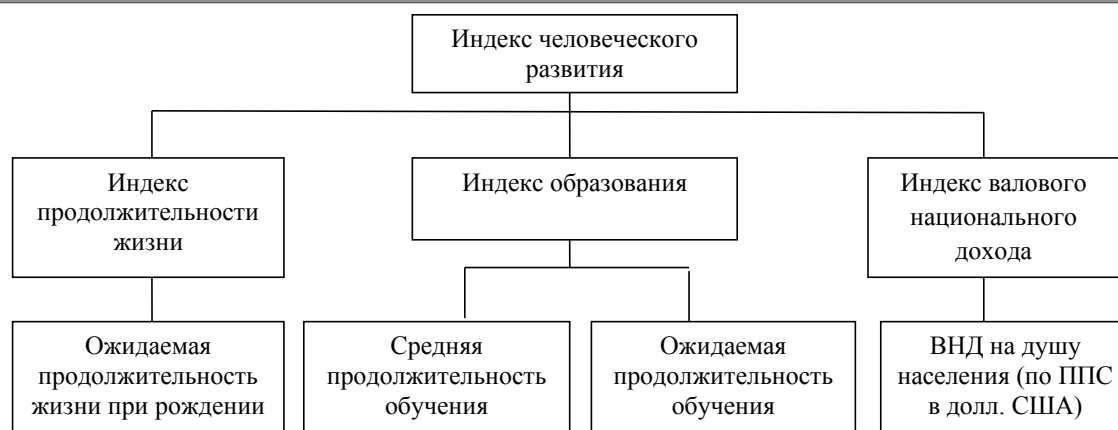 Индекс человеческого
развития
Индекс
продолжительности
жизни
Индекс образования
Индекс валового
национального
дохода
Ожидаемая
продолжительность
жизни при рождении
Средняя
продолжительность
обучения
Ожидаемая
продолжительность
обучения
ВНД на душу
населения (по ППС
в долл. США)